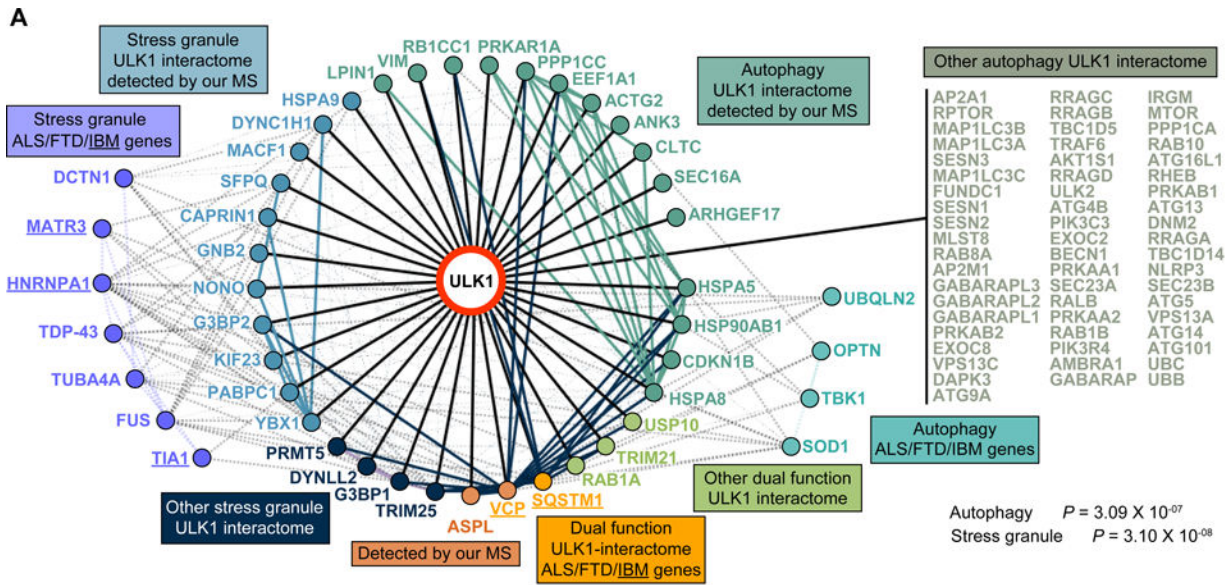 A
Stress granule
ULK1 interactome
detected by our MS
Stress granule
ALS/FTD/IBM genes
RB1CC1
PRKAR1A
VIM
PPP1CC
LPIN1
EEF1A1
HSPA9
ACTG2
DYNC1H1
ANK3
MACF1
CLTC
SFPQ
SEC16A
CAPRIN1
ARHGEF17
GNB2
NONO
G3BP2
KIF23
PABPC1
YBX1
ULK1
HSPA5
HSP90AB1
CDKN1B
HSPA8
USP10
TRIM21
RAB1A
DCTN1
MATR3
HNRNPA1
TDP-43
TUBA4A
FUS
TIA1
PRMT5
DYNLL2
G3BP1
TRIM25
ASPL
VCP
SQSTM1
UBQLN2
OPTN
TBK1
SOD1
Autophagy
ULK1 interactome
detected by our MS
Other autophagy ULK1 interactome
AP2A1 RRAGC IRGM
RPTOR RRAGB MTOR
MAP1LC3B TBC1D5 PPP1CA
MAP1LC3A TRAF6 RAB10
SESN3 AKT1S1 ATG16L1
MAP1LC3C RRAGD RHEB
FUNDC1 ULK2 PRKAB1
SESN1 ATG4B ATG13
SESN2 PIK3C3 DNM2
MLST8 EXOC2 RRAGA
RAB8A BECN1 TBC1D14
AP2M1 PRKAA1 NLRP3
GABARAPL3 SEC23A SEC23B
GABARAPL2 RALB ATG5
GABARAPL1 PRKAA2 VPS13A
PRKAB2 RAB1B ATG14
EXOC8 PIK3R4 ATG101
VPS13C AMBRA1 UBC
DAPK3 GABARAP UBB
ATG9A
Autophagy
ALS/FTD/IBM genes
Other dual function
ULK1 interactome
Other stress granule
ULK1 interactome
Detected by our MS
Dual function
ULK1-interactome
ALS/FTD/IBM genes
Autophagy P = 3.09 X 10-07
Stress granule P = 3.10 X 10-08